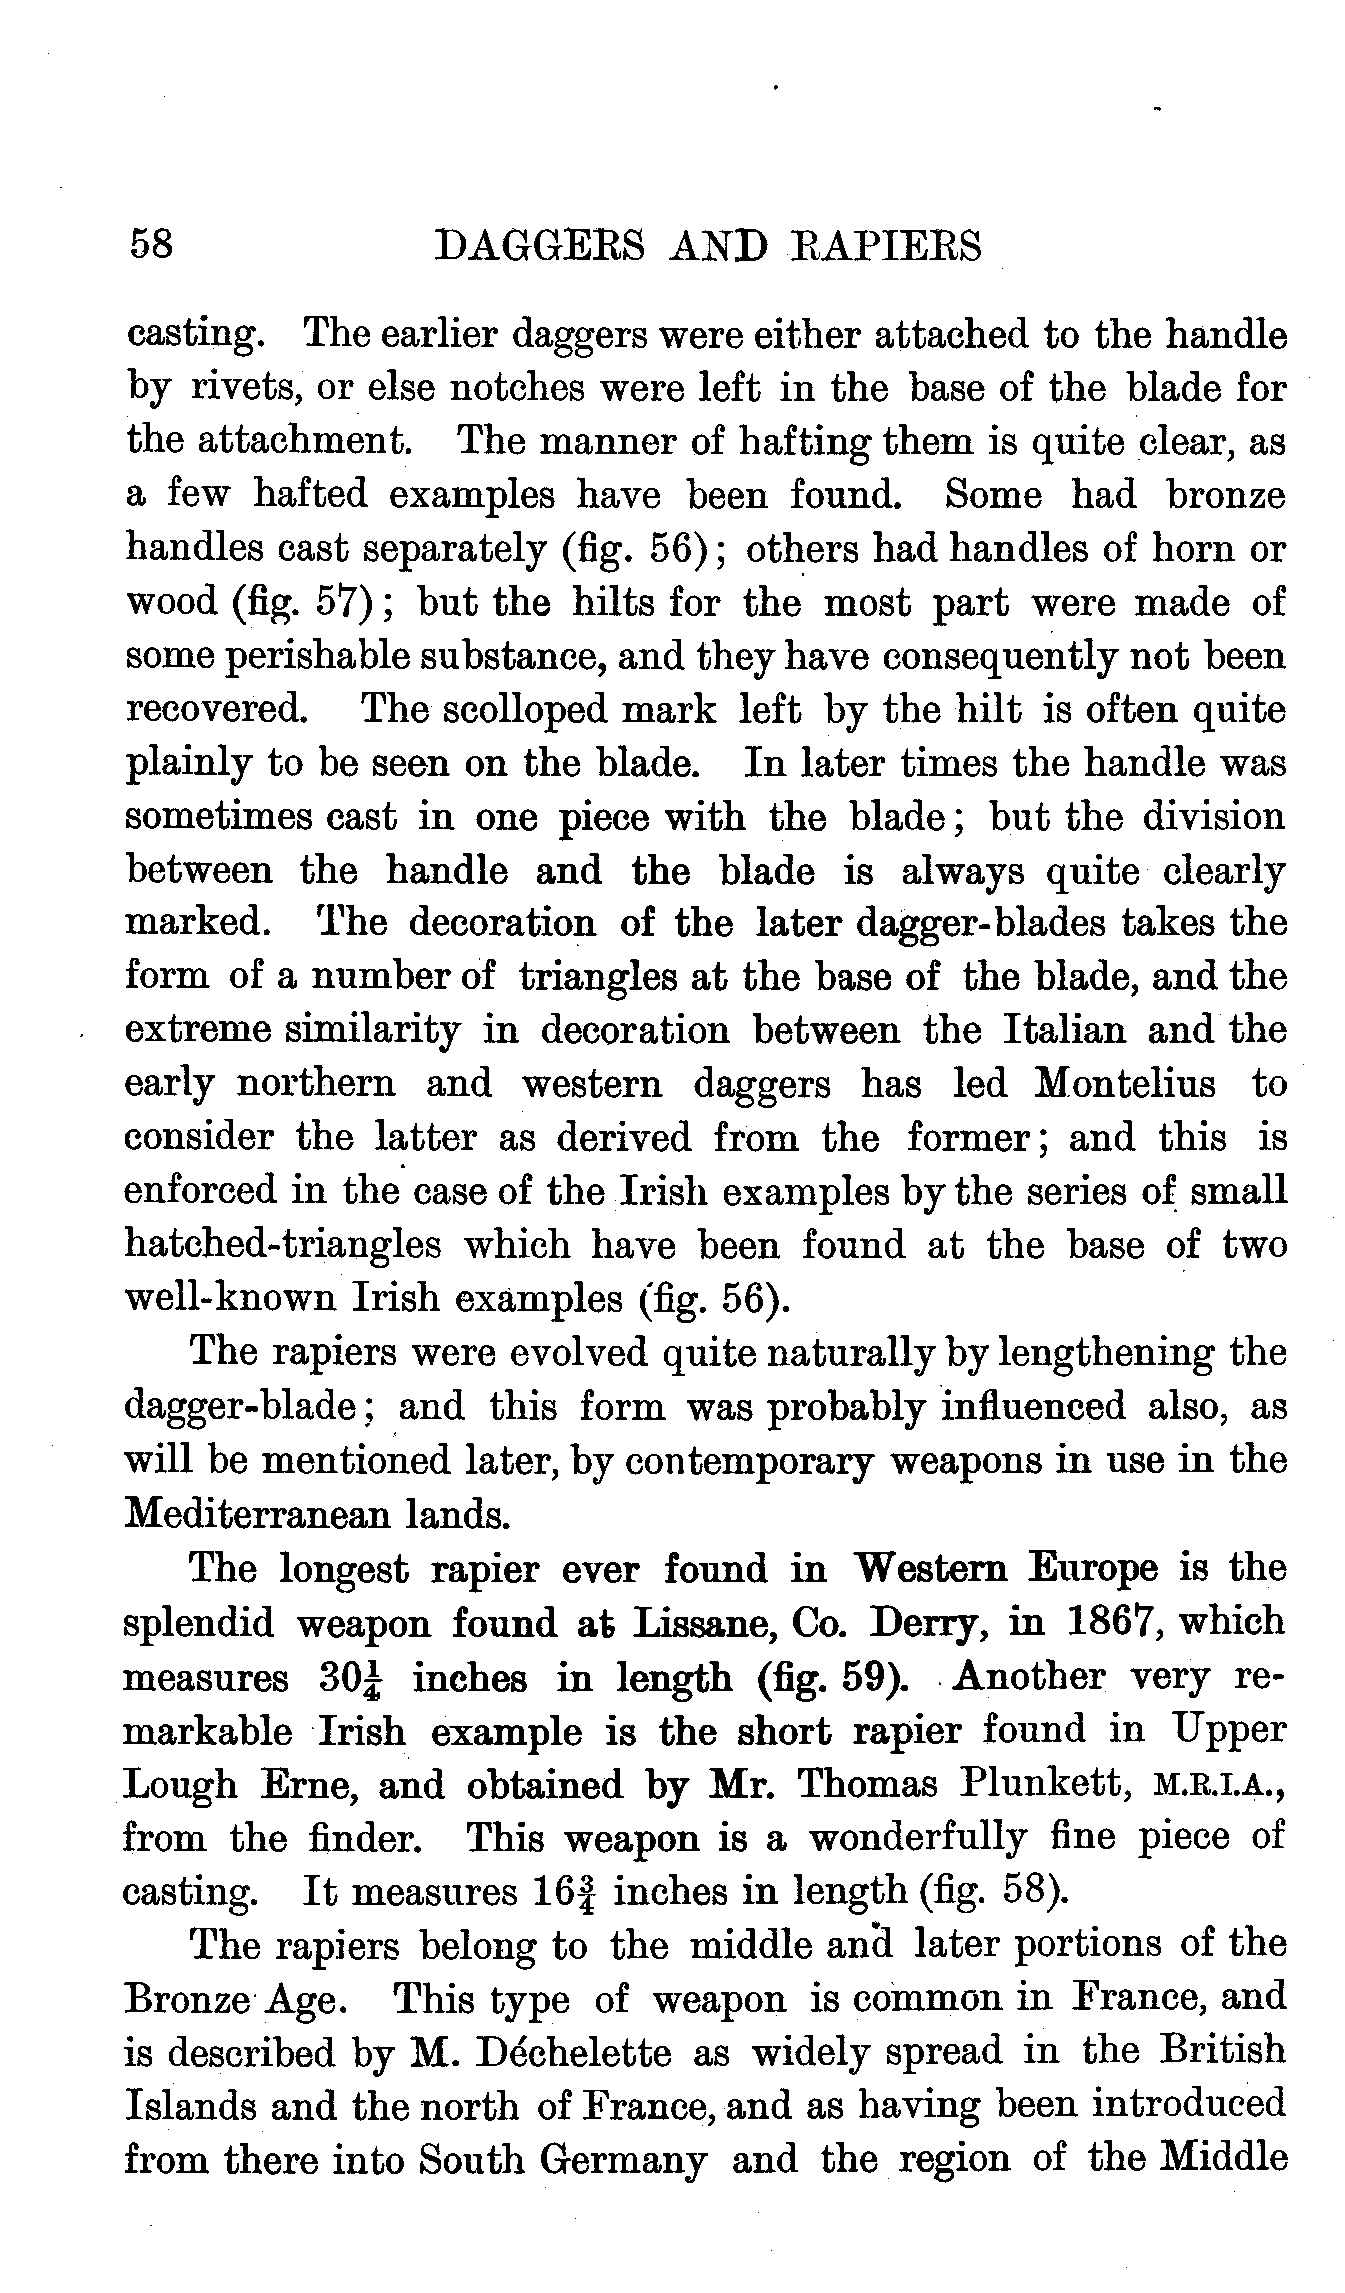 58 DAGGERS AND RAPIERS
casting. The earlier daggers were either attached to the handle
by rivets, or else notches were left in the base of the blade for
the attachment. The manner of hafting them is quite clear, as
a few hafted examples have been found. Some had bronze
handles cast separately (fig. 56); others had handles of horn or
wood (fig. 57); but the hilts for the most part were made of
some perishable substance, and they have consequently not been
recovered. The scolloped mark left by the hilt is often quite
plainly to be seen on the blade. In later times the handle was
sometimes cast in one piece with the blade; but the division
between the handle and the blade is always quite clearly
marked. The decoration of the later dagger-blades takes the
form of a number of triangles at the base of the blade, and the
extreme similarity in decoration between the Italian and the
early northern and western daggers has led Montelius to
consider the latter as derived from the former; and this is
enforced in the case of the Irish examples by the series of small
hatched-triangles which have been found at the base of two
well-known Irish examples (fig. 56).
The rapiers were evolved quite naturally by lengthening the
dagger-blade; and this form was probably influenced also, as
will be mentioned later, by contemporary weapons in use in the
Mediterranean lands.
The longest rapier ever found in Western Europe is the
splendid weapon found at Lissane, Co. Derry, in 1867, which
measures 30¼ inches in length (fig. 59). Another very re-
markable Irish example is the short rapier found in Upper
Lough Erne, and obtained by Mr. Thomas Plunkett, M.R.I.A.,
from the finder. This weapon is a wonderfully fine piece of
casting. It measures 16¾ inches in length (fig. 58).
The rapiers belong to the middle and later portions of the
Bronze Age. This type of weapon is common in France, and
is described by M. Déchelette as widely spread in the British
Islands and the north of France, and as having been introduced
from there into South Germany and the region of the Middle